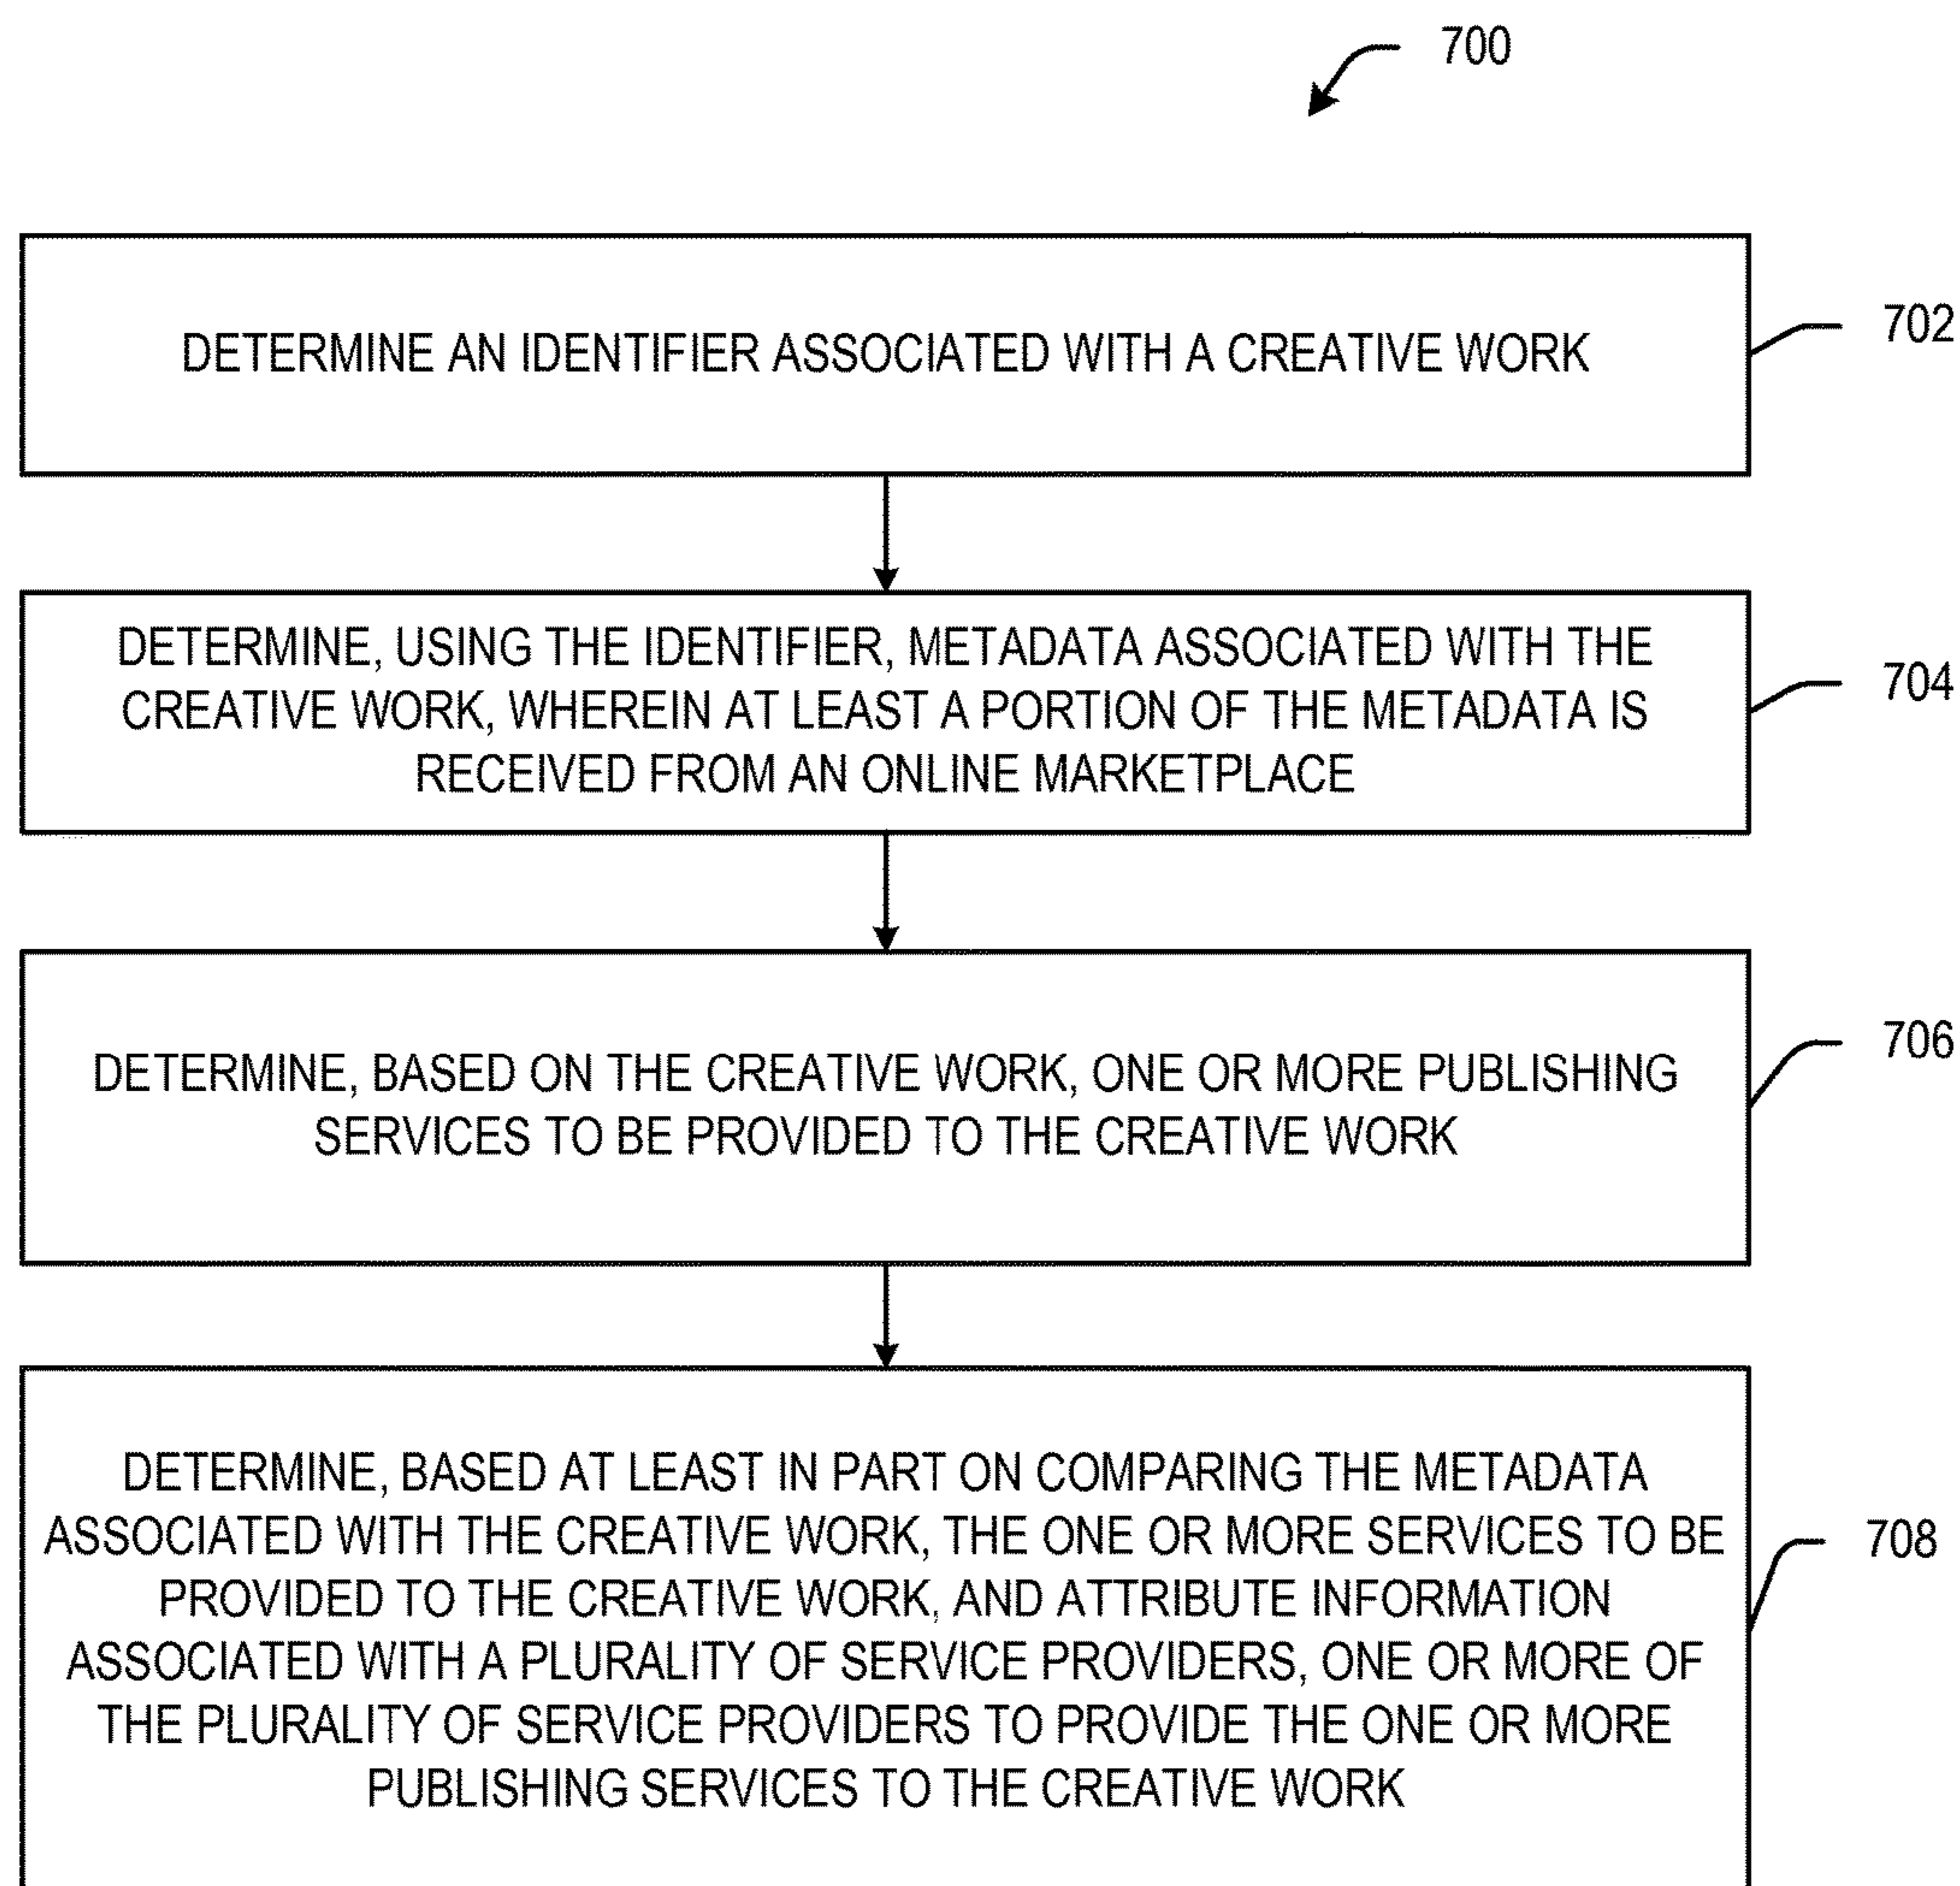 700
DETERMINE AN IDENTIFIER ASSOCIATED WITH A CREATIVE WORK
702
DETERMINE, USING THE IDENTIFIER, METADATA ASSOCIATED WITH THE
CREATIVE WORK, WHEREIN AT LEAST A PORTION OF THE METADATA IS
RECEIVED FROM AN ONLINE MARKETPLACE
704
DETERMINE, BASED ON THE CREATIVE WORK, ONE OR MORE PUBLISHING
SERVICES TO BE PROVIDED TO THE CREATIVE WORK
706
DETERMINE, BASED AT LEAST IN PART ON COMPARING THE METADATA
ASSOCIATED WITH THE CREATIVE WORK, THE ONE OR MORE SERVICES TO BE
PROVIDED TO THE CREATIVE WORK, AND ATTRIBUTE INFORMATION
ASSOCIATED WITH A PLURALITY OF SERVICE PROVIDERS, ONE OR MORE OF
THE PLURALITY OF SERVICE PROVIDERS TO PROVIDE THE ONE OR MORE
PUBLISHING SERVICES TO THE CREATIVE WORK
708